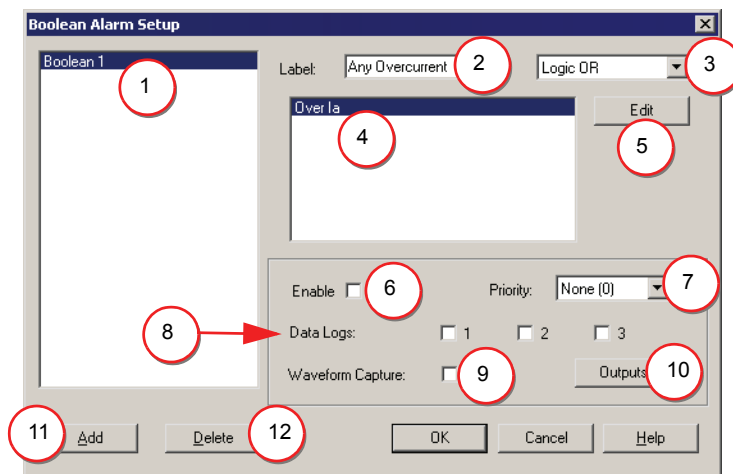 Boolean Alarm Setup
Boolean 1
1
Label:
Any Overcurrent
2
Logic OR
3
Over Ia
4
Edit
5
Enable
6
Priority:
None (0)
7
8
Data Logs:
1
2
3
Waveform Capture:
9
Outputs
10
11
Add
Delete
12
OK
Cancel
Help